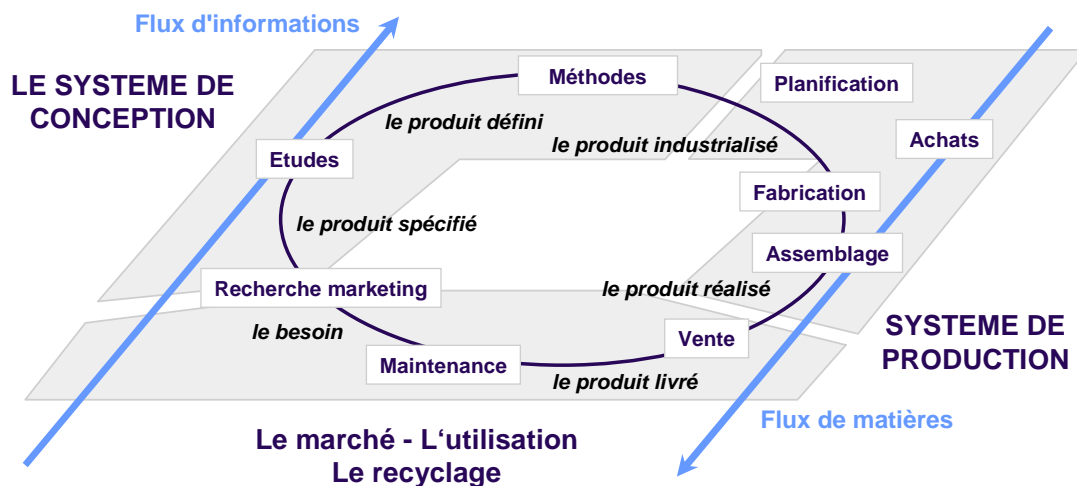 Flux d'informations
LE SYSTEME DE
CONCEPTION
Méthodes
Planification
le produit défini
le produit industrialisé
Achats
Etudes
Fabrication
le produit spécifié
Assemblage
Recherche marketing
le produit réalisé
le besoin
Vente
SYSTEME DE
PRODUCTION
Maintenance
le produit livré
Flux de matières
Le marché - L‘utilisation
Le recyclage